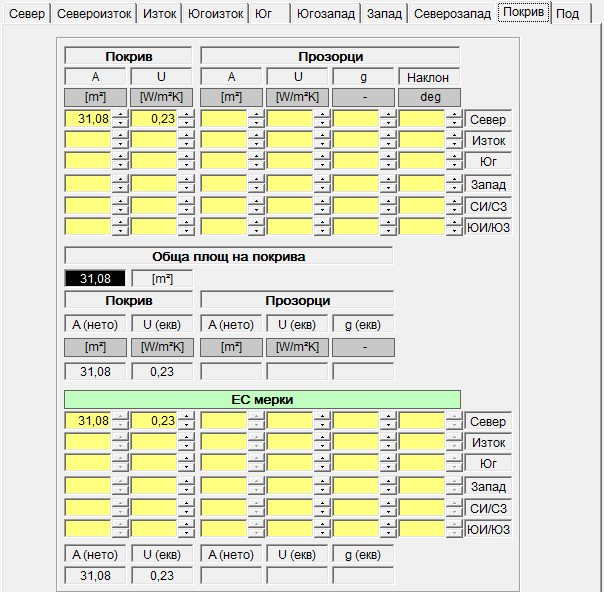 Север Североизток Изток Югоизток Юг Югозапад Запад Северозапад Покрив Под
Покрив Прозорци
A U A U g Наклон
[m²] [W/m²K] [m²] [W/m²K] - deg
31,08 0,23 Север
Изток
Юг
Запад
СИ/СЗ
ЮИ/ЮЗ
Обща площ на покрива
31,08 [m²]
Покрив Прозорци
A (нето) U (екв) A (нето) U (екв) g (екв)
[m²] [W/m²K] [m²] [W/m²K] -
31,08 0,23
ЕС мерки
31,08 0,23 Север
Изток
Юг
Запад
СИ/СЗ
ЮИ/ЮЗ
A (нето) U (екв) A (нето) U (екв) g (екв)
31,08 0,23